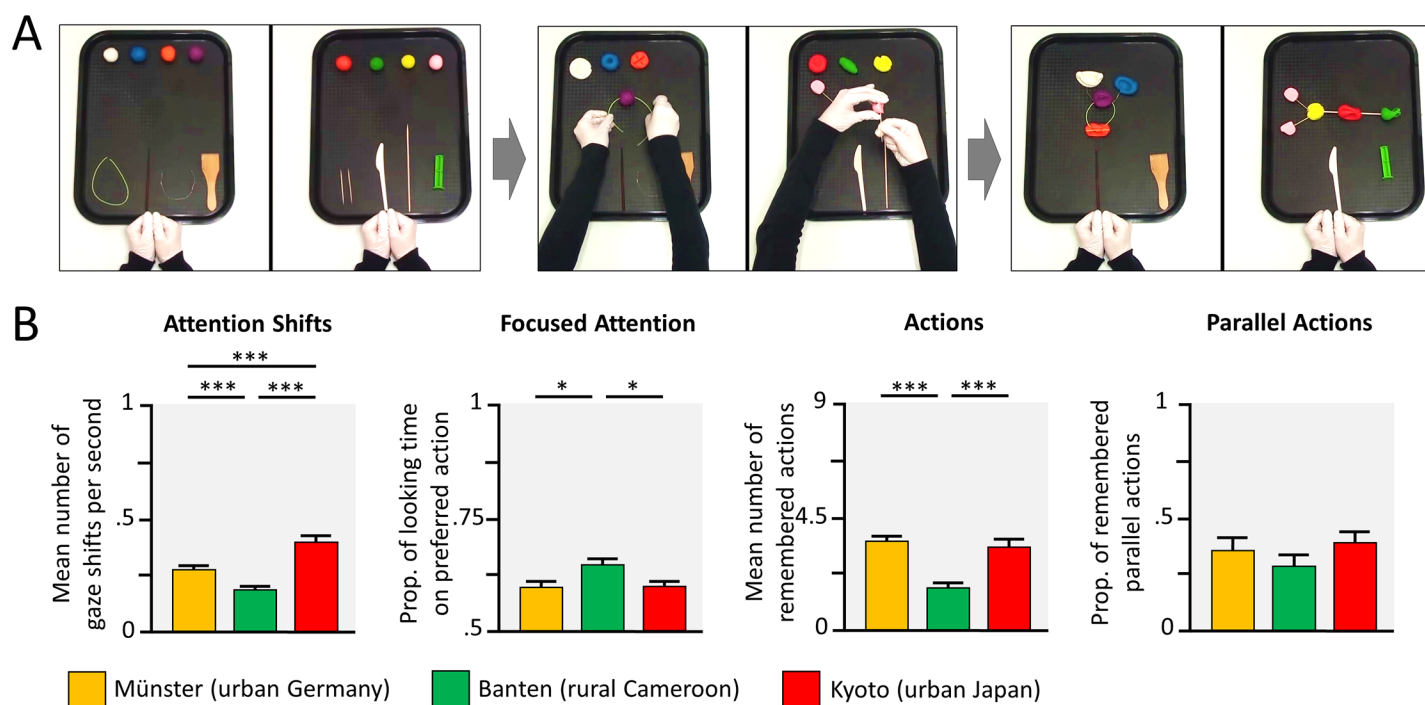 A
B
Attention Shifts
Focused Attention
Actions
Parallel Actions
***
*** ***
* *
*** ***
Mean number of
gaze shifts per second
1
.5
0
Prop. of looking time
on preferred action
1
.75
.5
Mean number of
remembered actions
9
4.5
0
Prop. of remembered
parallel actions
1
.5
0
Münster (urban Germany)
Banten (rural Cameroon)
Kyoto (urban Japan)